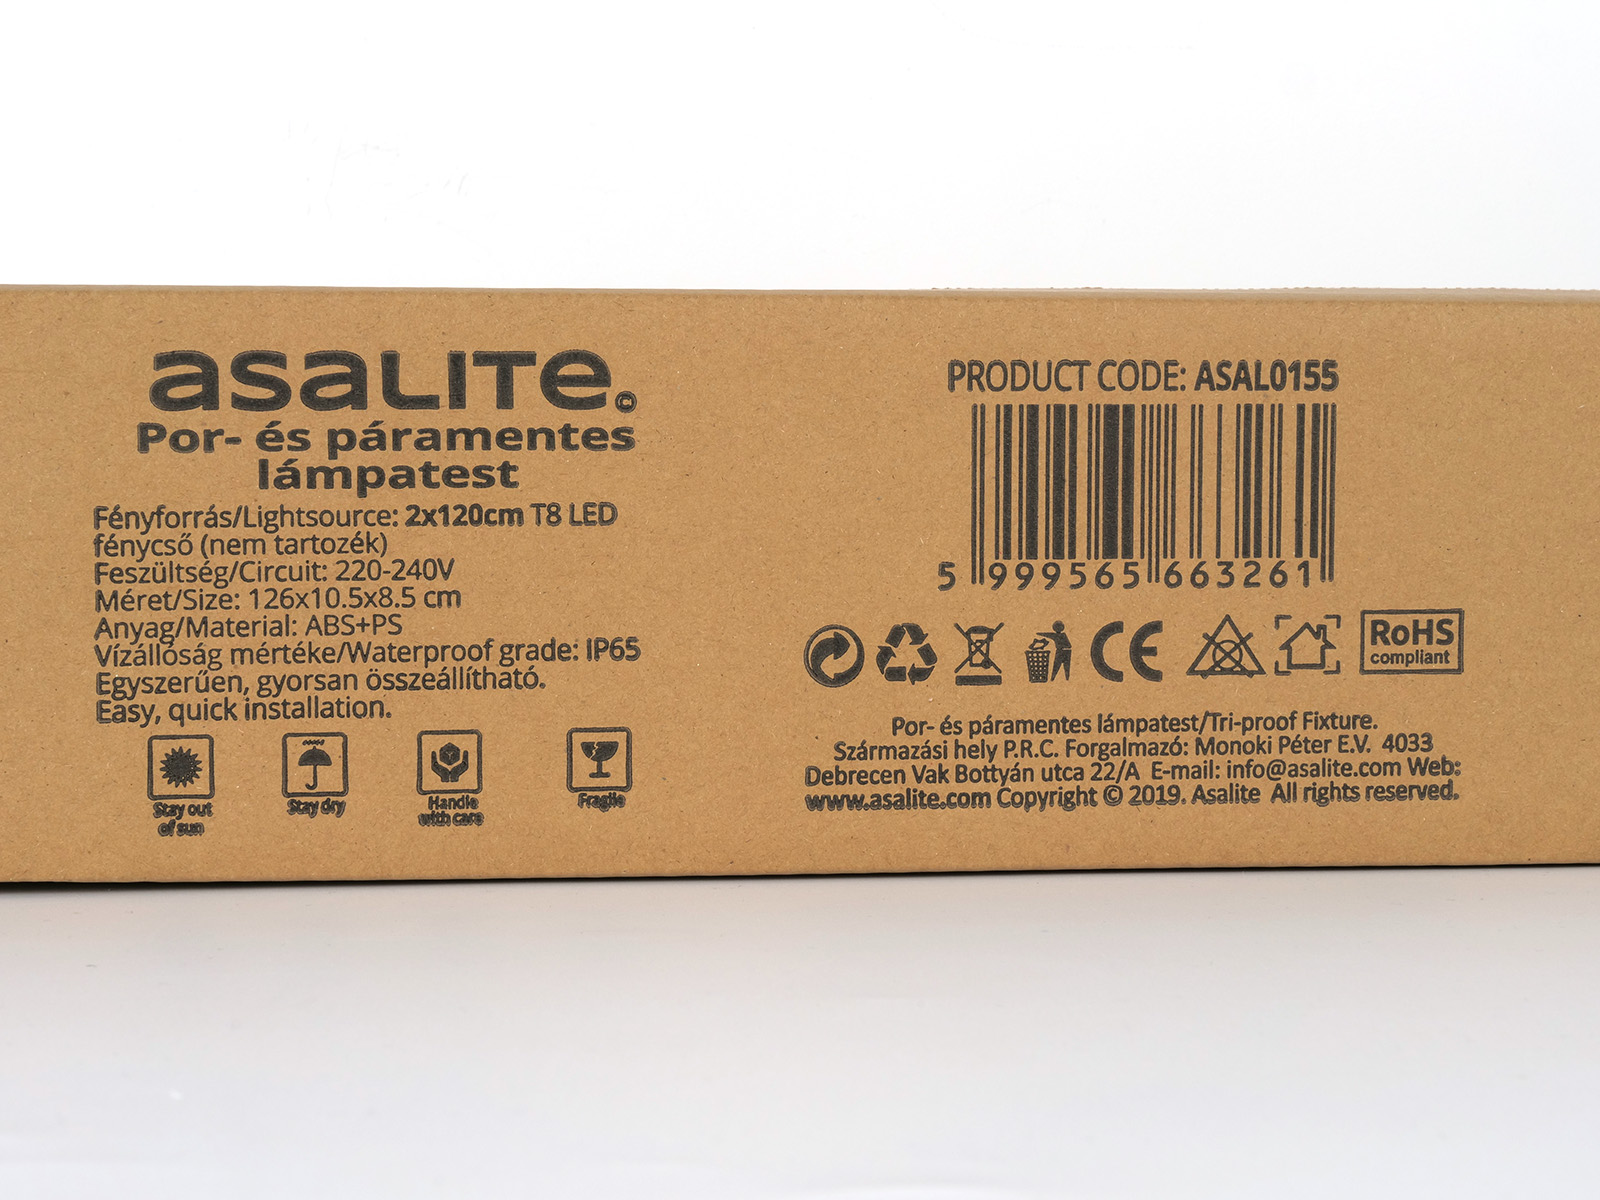 asaLITe©
Por- és páramentes
lámpatest
Fényforrás/Lightsource: 2x120cm T8 LED
fénycső (nem tartozék)
Feszültség/Circuit: 220-240V
Méret/Size: 126x10.5x8.5 cm
Anyag/Material: ABS+PS
Vízállóság mértéke/Waterproof grade: IP65
Egyszerűen, gyorsan összeállítható.
Easy, quick installation.
Stay out
of sun
Stay dry
Handle
with care
Fragile
PRODUCT CODE: ASAL0155
5 999565 663261
CE
RoHS
compliant
Por- és páramentes lámpatest/Tri-proof Fixture.
Származási hely P.R.C. Forgalmazó: Monoki Péter E.V. 4033
Debrecen Vak Bottyán utca 22/A E-mail: info@asalite.com Web:
www.asalite.com Copyright © 2019. Asalite All rights reserved.